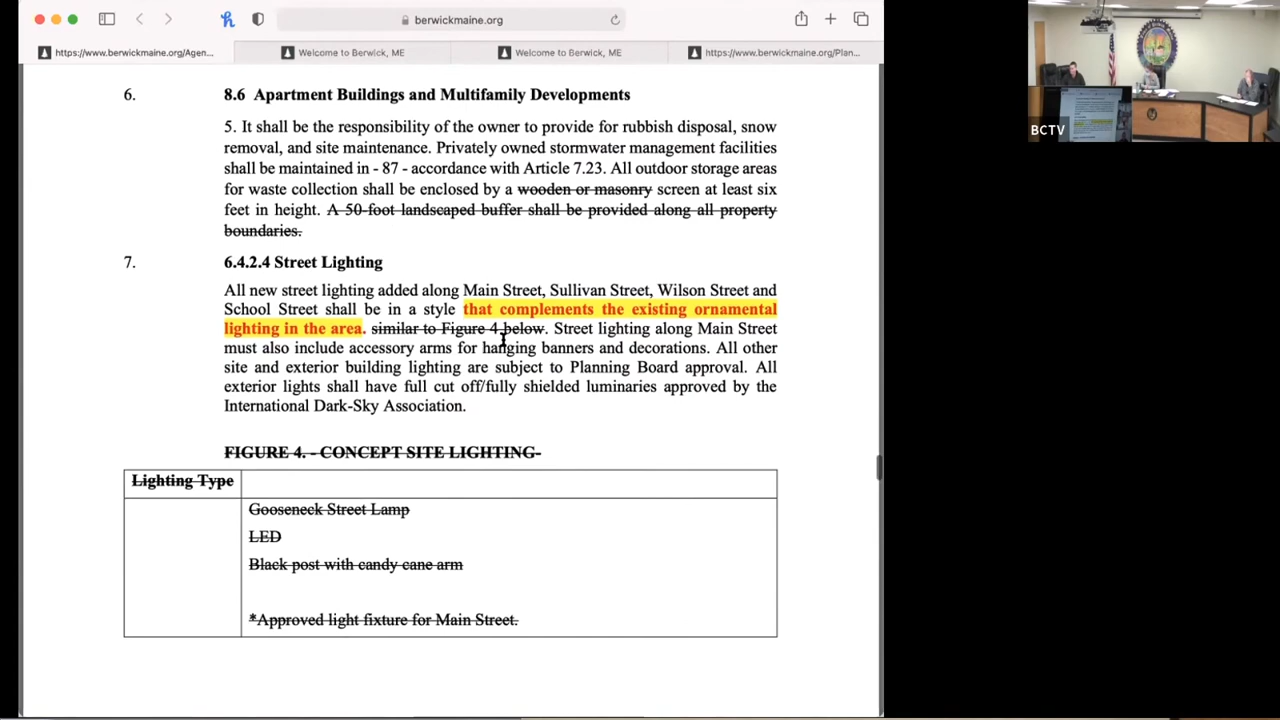 berwickmaine.org
https://www.berwickmaine.org/Agen...
Welcome to Berwick, ME
Welcome to Berwick, ME
https://www.berwickmaine.org/Plan...
6. 8.6 Apartment Buildings and Multifamily Developments
5. It shall be the responsibility of the owner to provide for rubbish disposal, snow
removal, and site maintenance. Privately owned stormwater management facilities
shall be maintained in - 87 - accordance with Article 7.23. All outdoor storage areas
for waste collection shall be enclosed by a wooden or masonry screen at least six
feet in height. A 50-foot landscaped buffer shall be provided along all property
boundaries.
7. 6.4.2.4 Street Lighting
All new street lighting added along Main Street, Sullivan Street, Wilson Street and
School Street shall be in a style that complements the existing ornamental
lighting in the area. similar to Figure 4 below. Street lighting along Main Street
must also include accessory arms for hanging banners and decorations. All other
site and exterior building lighting are subject to Planning Board approval. All
exterior lights shall have full cut off/fully shielded luminaries approved by the
International Dark-Sky Association.
FIGURE 4. - CONCEPT SITE LIGHTING-
Lighting Type
Gooseneck Street Lamp
LED
Black post with candy cane arm
*Approved light fixture for Main Street.
BCTV